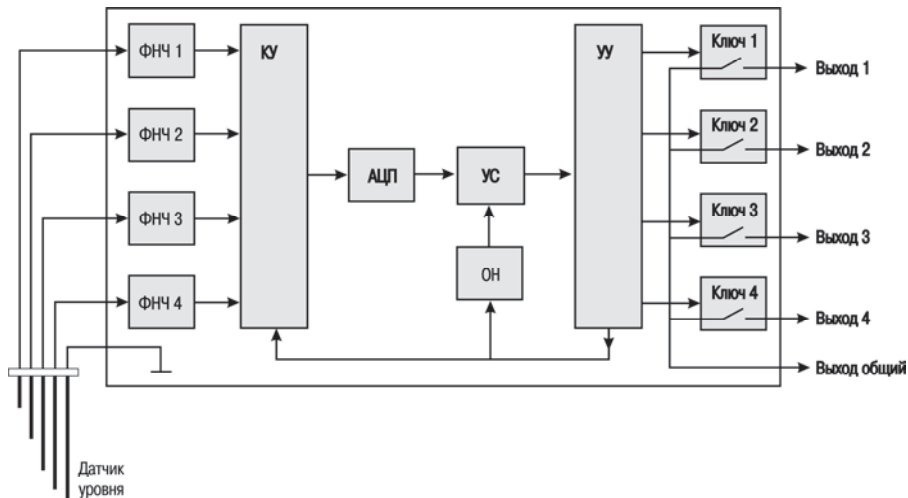 ФНЧ 1
КУ
УУ
Ключ 1
Выход 1
ФНЧ 2
Ключ 2
Выход 2
АЦП
УС
ФНЧ 3
Ключ 3
Выход 3
ОН
ФНЧ 4
Ключ 4
Выход 4
Выход общий
Датчик
уровня